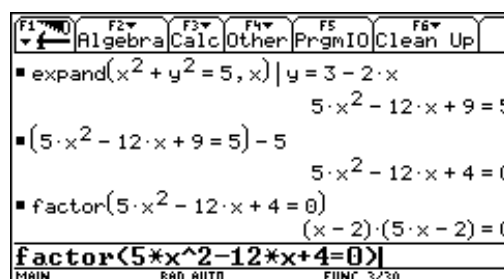 F1 F2 F3 F4 F5 F6
Algebra Calc Other PrgmIO Clean Up
▪ expand(x² + y² = 5, x) | y = 3 - 2·x
5·x² - 12·x + 9 = 5
▪ (5·x² - 12·x + 9 = 5) - 5
5·x² - 12·x + 4 = 0
▪ factor(5·x² - 12·x + 4 = 0)
(x - 2)·(5·x - 2) = 0
factor(5*x^2-12*x+4=0)
MAIN RAD AUTO FUNC 3/30